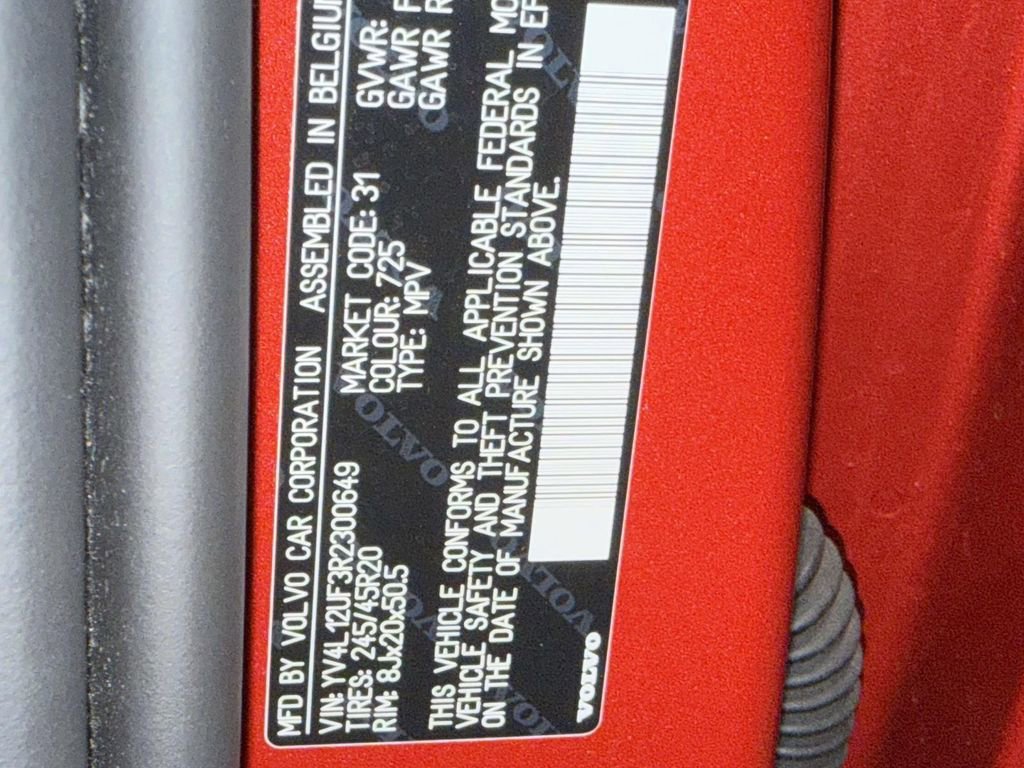 MFD BY VOLVO CAR CORPORATION ASSEMBLED IN BELGIUM
VIN: YV4L12UF3R2300649
TIRES: 245/45R20
RIM: 8Jx20x50.5
MARKET CODE: 31
COLOUR: 725
TYPE: MPV
GVWR:
GAWR F
GAWR R
THIS VEHICLE CONFORMS TO ALL APPLICABLE FEDERAL MO
VEHICLE SAFETY AND THEFT PREVENTION STANDARDS IN EF
ON THE DATE OF MANUFACTURE SHOWN ABOVE.
VOLVO